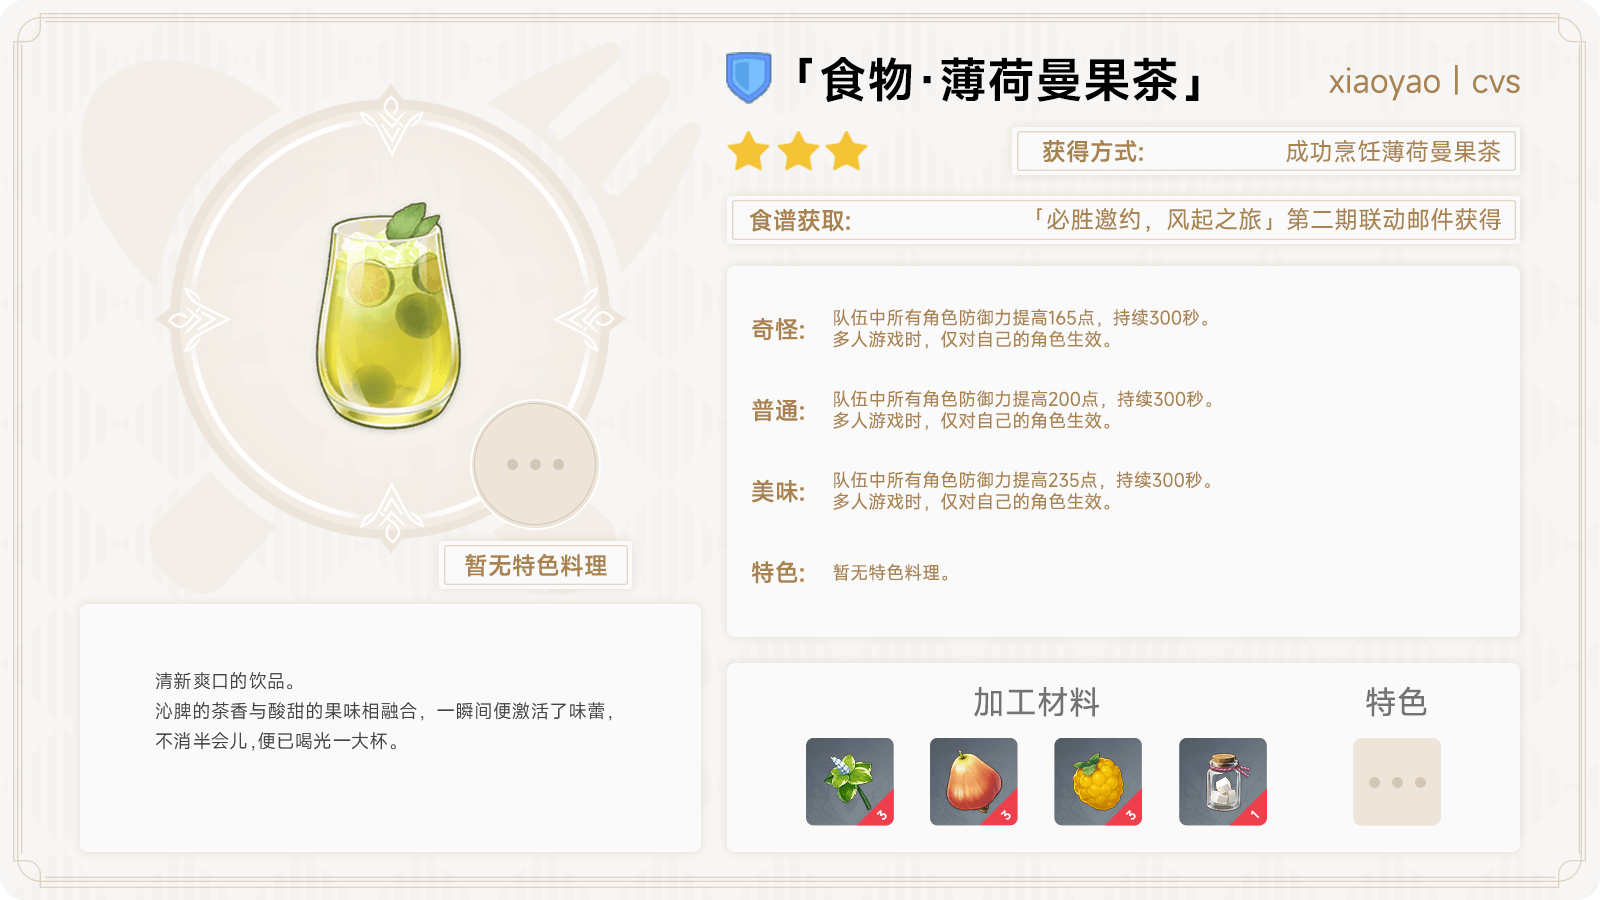 「食物·薄荷曼果茶」
xiaoyao | cvs
获得方式: 成功烹饪薄荷曼果茶
食谱获取: 「必胜邀约，风起之旅」第二期联动邮件获得
奇怪: 队伍中所有角色防御力提高165点，持续300秒。
多人游戏时，仅对自己的角色生效。
普通: 队伍中所有角色防御力提高200点，持续300秒。
多人游戏时，仅对自己的角色生效。
美味: 队伍中所有角色防御力提高235点，持续300秒。
多人游戏时，仅对自己的角色生效。
特色: 暂无特色料理。
暂无特色料理
清新爽口的饮品。
沁脾的茶香与酸甜的果味相融合，一瞬间便激活了味蕾，
不消半会儿,便已喝光一大杯。
加工材料 特色
3 3 3 1